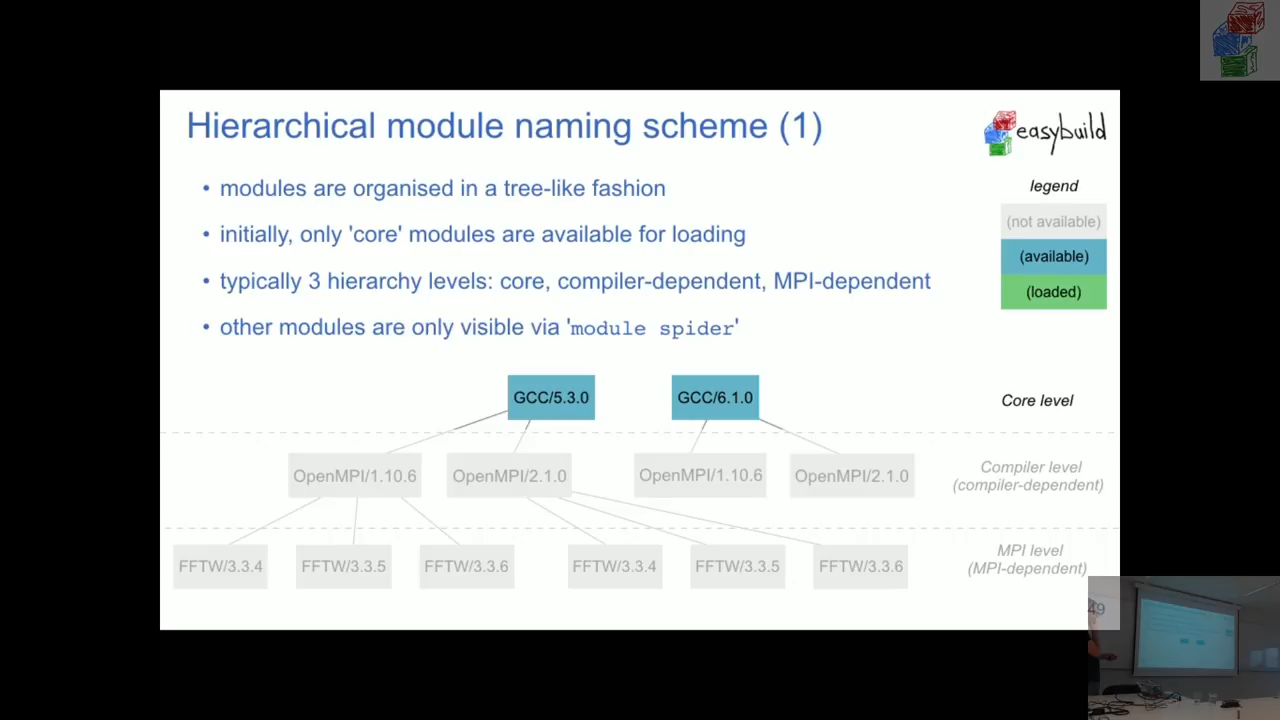 Hierarchical module naming scheme (1)
easybuild
• modules are organised in a tree-like fashion
• initially, only 'core' modules are available for loading
• typically 3 hierarchy levels: core, compiler-dependent, MPI-dependent
• other modules are only visible via 'module spider'
legend
(not available)
(available)
(loaded)
GCC/5.3.0
GCC/6.1.0
Core level
OpenMPI/1.10.6
OpenMPI/2.1.0
OpenMPI/1.10.6
OpenMPI/2.1.0
Compiler level
(compiler-dependent)
FFTW/3.3.4
FFTW/3.3.5
FFTW/3.3.6
FFTW/3.3.4
FFTW/3.3.5
FFTW/3.3.6
MPI level
(MPI-dependent)
49